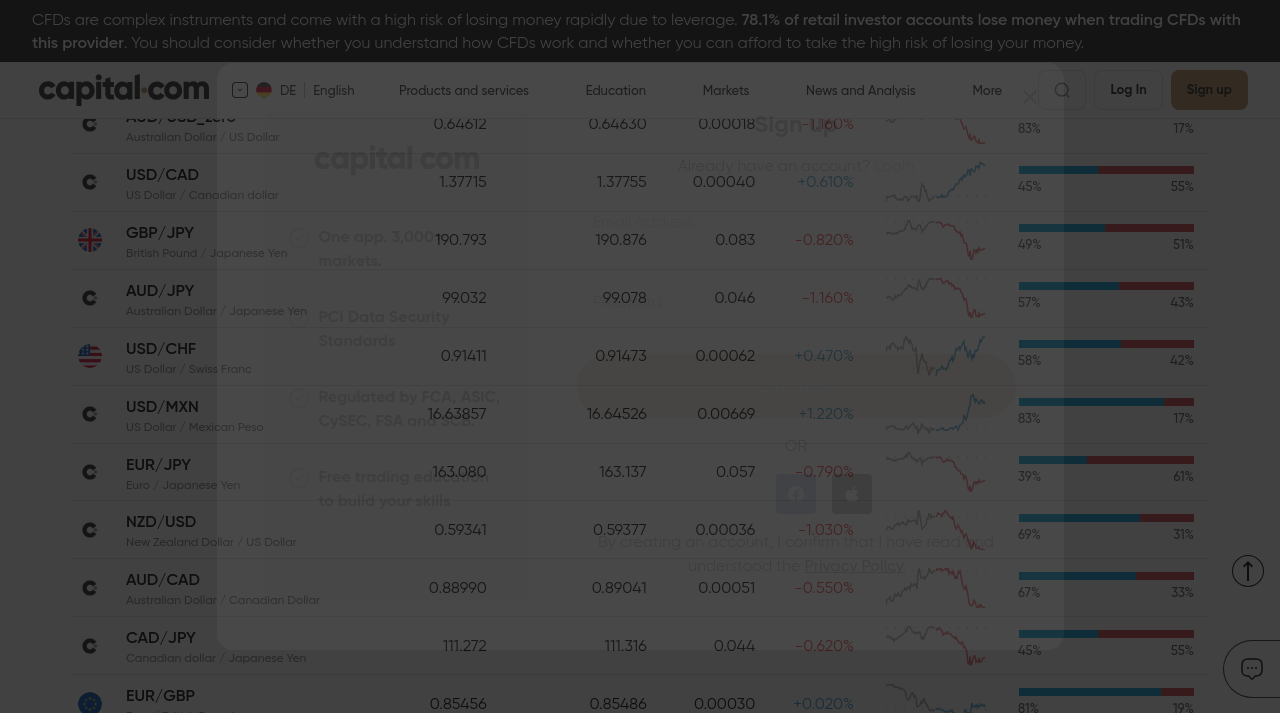 CFDs are complex instruments and come with a high risk of losing money rapidly due to leverage. 78.1% of retail investor accounts lose money when trading CFDs with
this provider. You should consider whether you understand how CFDs work and whether you can afford to take the high risk of losing your money.
capital.com DE English Products and services Education Markets News and Analysis More Log In Sign up
AUD/USD_zero 0.64612 0.64630 0.00018 -1.160% 83% 17%
Australian Dollar / US Dollar
Sign up
capital com
Already have an account?
USD/CAD 1.37715 1.37755 0.00040 +0.610% 45% 55%
US Dollar / Canadian dollar
GBP/JPY 190.793 190.876 0.083 -0.820% 49% 51%
British Pound / Japanese Yen
One app. 3,000+
markets.
AUD/JPY 99.032 99.078 0.046 -1.160% 57% 43%
Australian Dollar / Japanese Yen
PCI Data Security
Standards
USD/CHF 0.91411 0.91473 0.00062 +0.470% 58% 42%
US Dollar / Swiss Franc
Regulated by FCA, ASIC,
CySEC, FSA and SCB.
USD/MXN 16.63857 16.64526 0.00669 +1.220% 83% 17%
US Dollar / Mexican Peso
OR
EUR/JPY 163.080 163.137 0.057 -0.790% 39% 61%
Euro / Japanese Yen
Free trading education
to build your skills
NZD/USD 0.59341 0.59377 0.00036 -1.030% 69% 31%
New Zealand Dollar / US Dollar
By creating an account, I confirm that I have read and
understood the Privacy Policy
AUD/CAD 0.88990 0.89041 0.00051 -0.550% 67% 33%
Australian Dollar / Canadian Dollar
CAD/JPY 111.272 111.316 0.044 -0.620% 45% 55%
Canadian dollar / Japanese Yen
EUR/GBP 0.85456 0.85486 0.00030 +0.020% 81% 19%